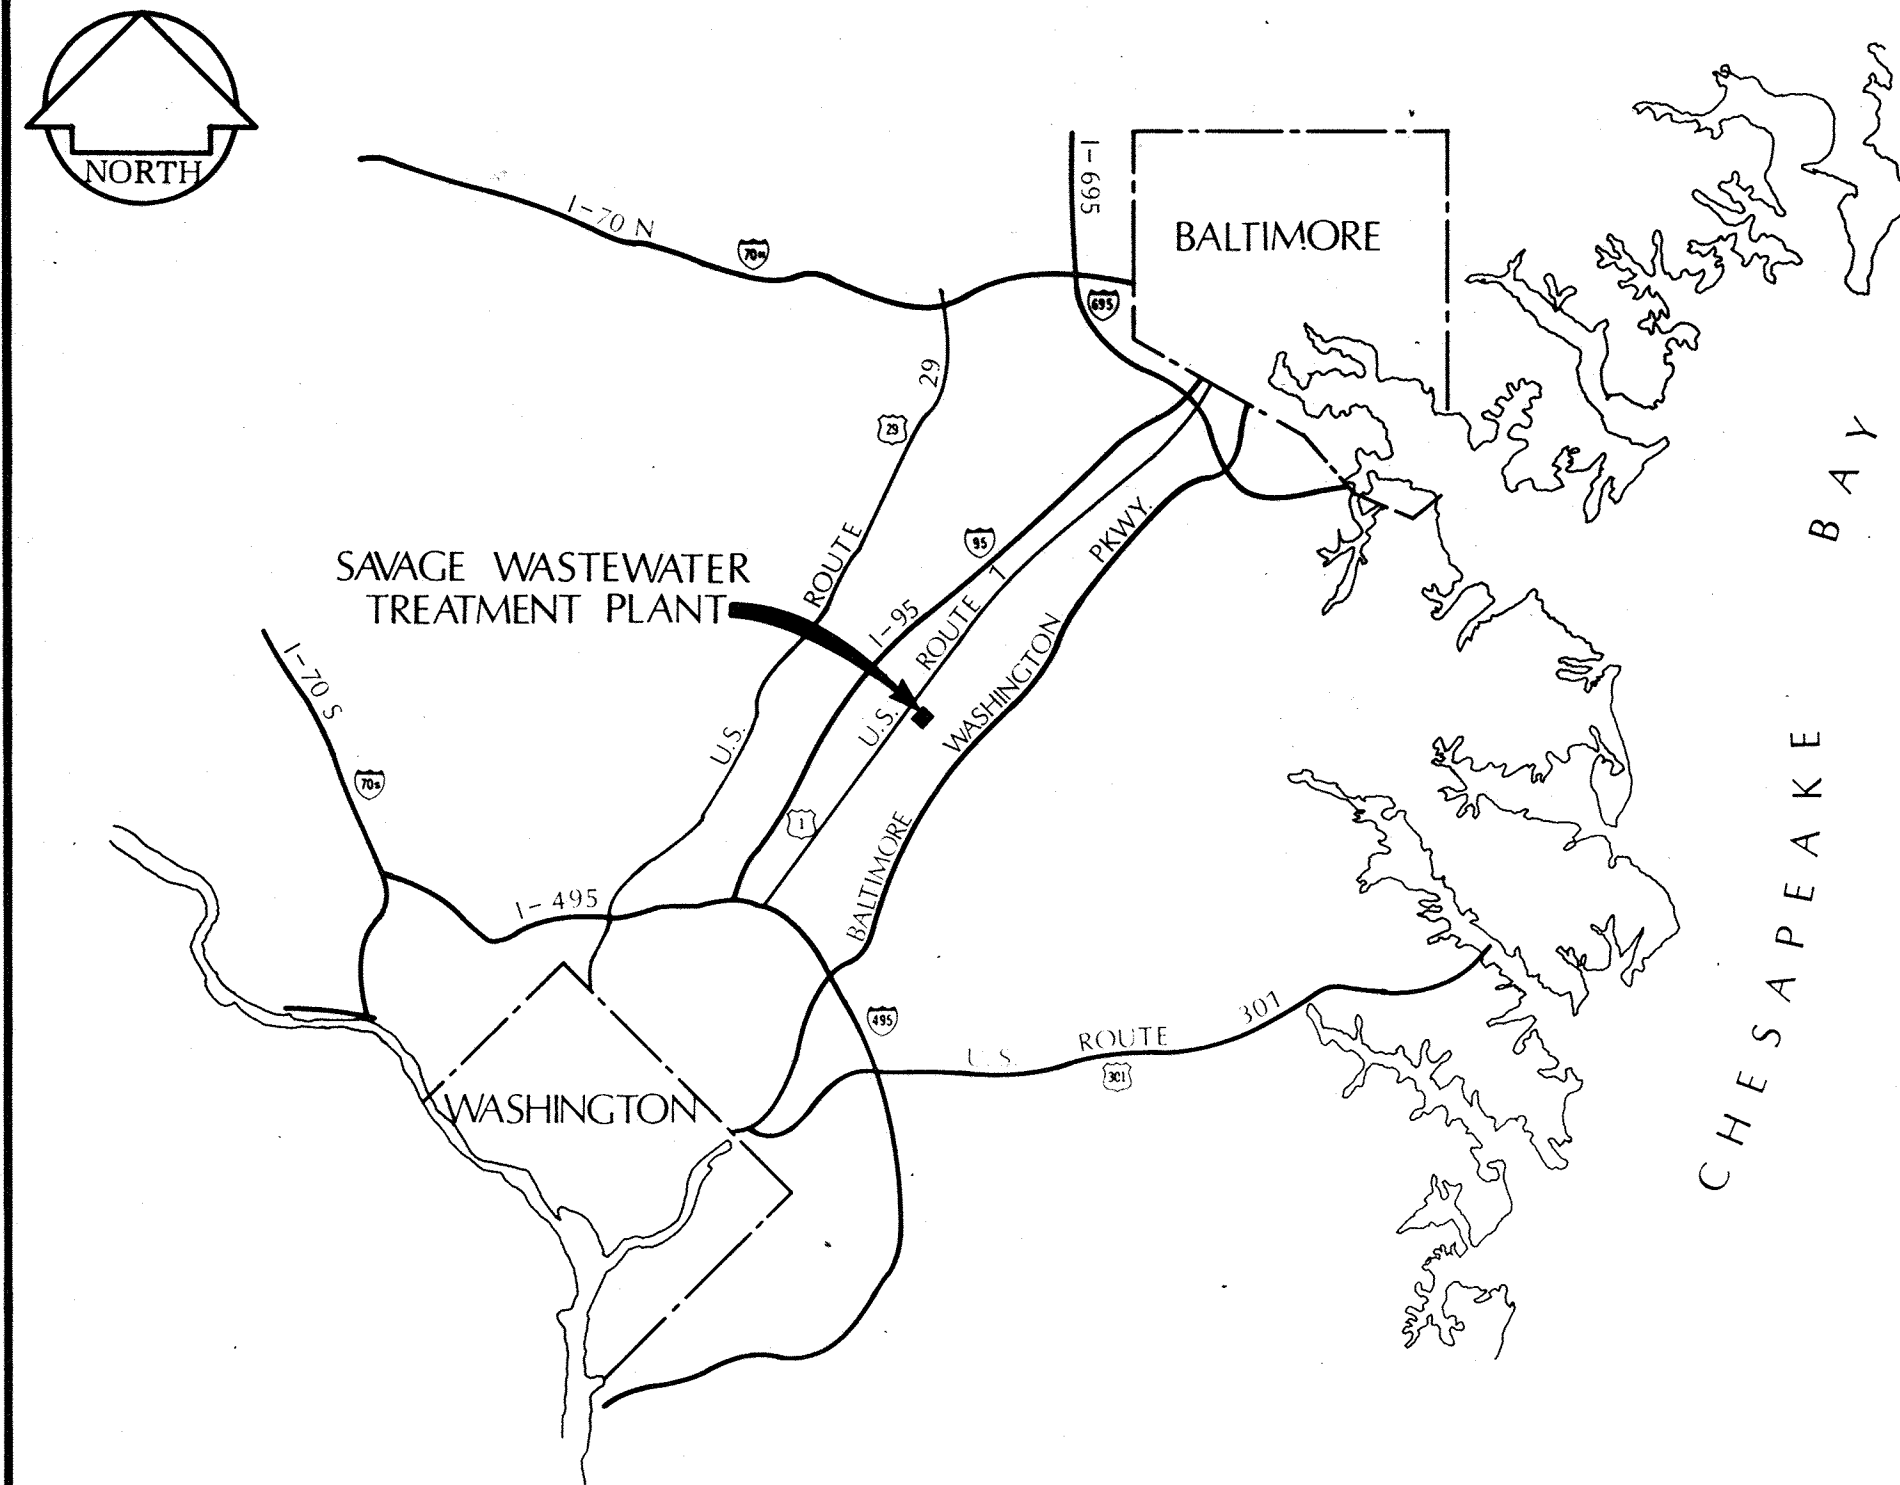 NORTH
I-70 N
70N
I-695
BALTIMORE
695
29
29
ROUTE
U.S.
SAVAGE WASTEWATER
TREATMENT PLANT
95
I-95
U.S. ROUTE 1
1
BALTIMORE WASHINGTON PKWY.
I-70 S
70S
I-495
495
WASHINGTON
U.S. ROUTE 301
301
CHESAPEAKE BAY